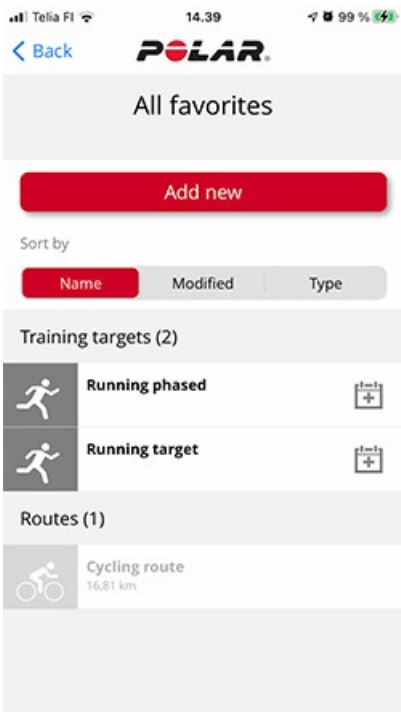 Telia FI 14.39 99 %
Back POLAR.
All favorites
Add new
Sort by
Name Modified Type
Training targets (2)
Running phased
Running target
Routes (1)
Cycling route
16,81 km